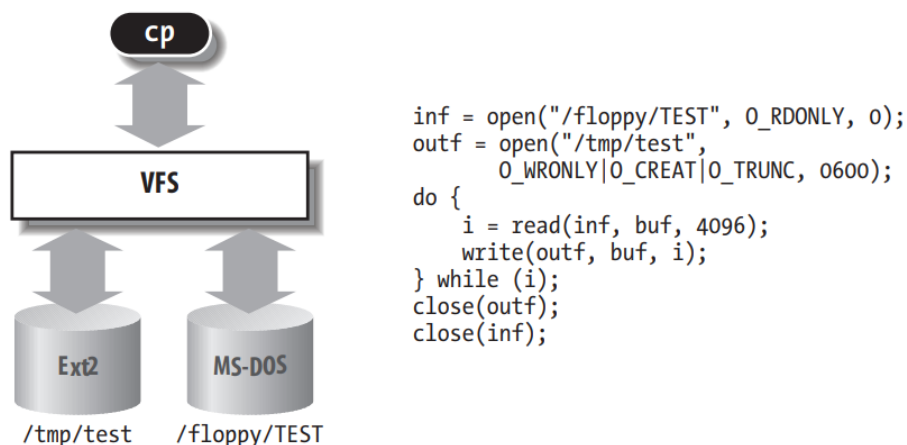 cp
VFS
Ext2
MS-DOS
/tmp/test
/floppy/TEST
inf = open("/floppy/TEST", O_RDONLY, 0);
outf = open("/tmp/test",
        O_WRONLY|O_CREAT|O_TRUNC, 0600);
do {
    i = read(inf, buf, 4096);
    write(outf, buf, i);
} while (i);
close(outf);
close(inf);